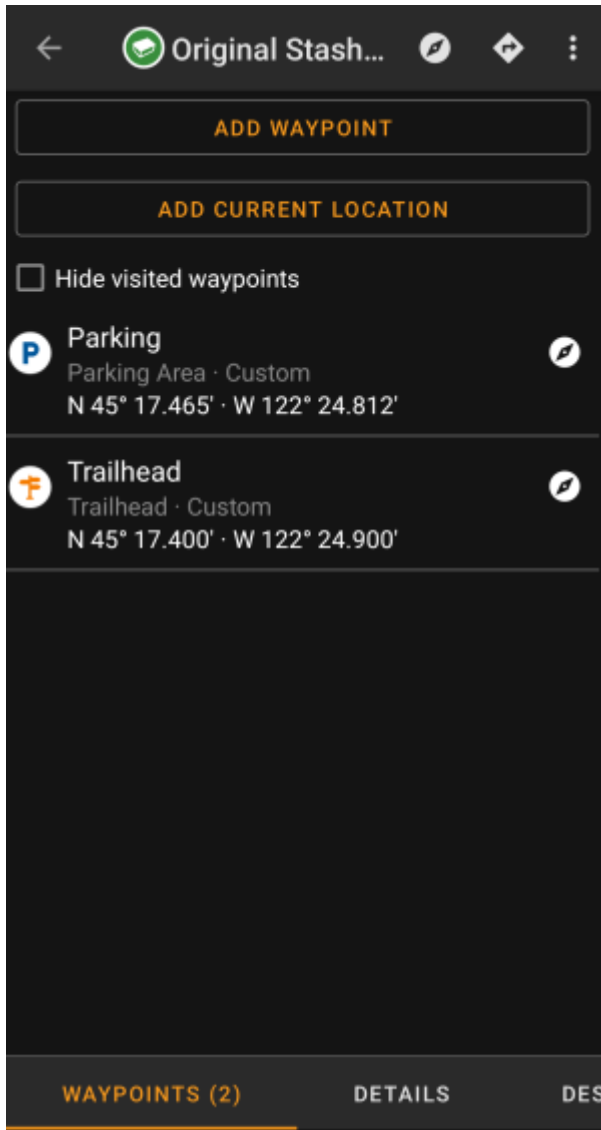 Original Stash...
ADD WAYPOINT
ADD CURRENT LOCATION
Hide visited waypoints
P Parking
Parking Area · Custom
N 45° 17.465' · W 122° 24.812'
Trailhead
Trailhead · Custom
N 45° 17.400' · W 122° 24.900'
WAYPOINTS (2) DETAILS DES